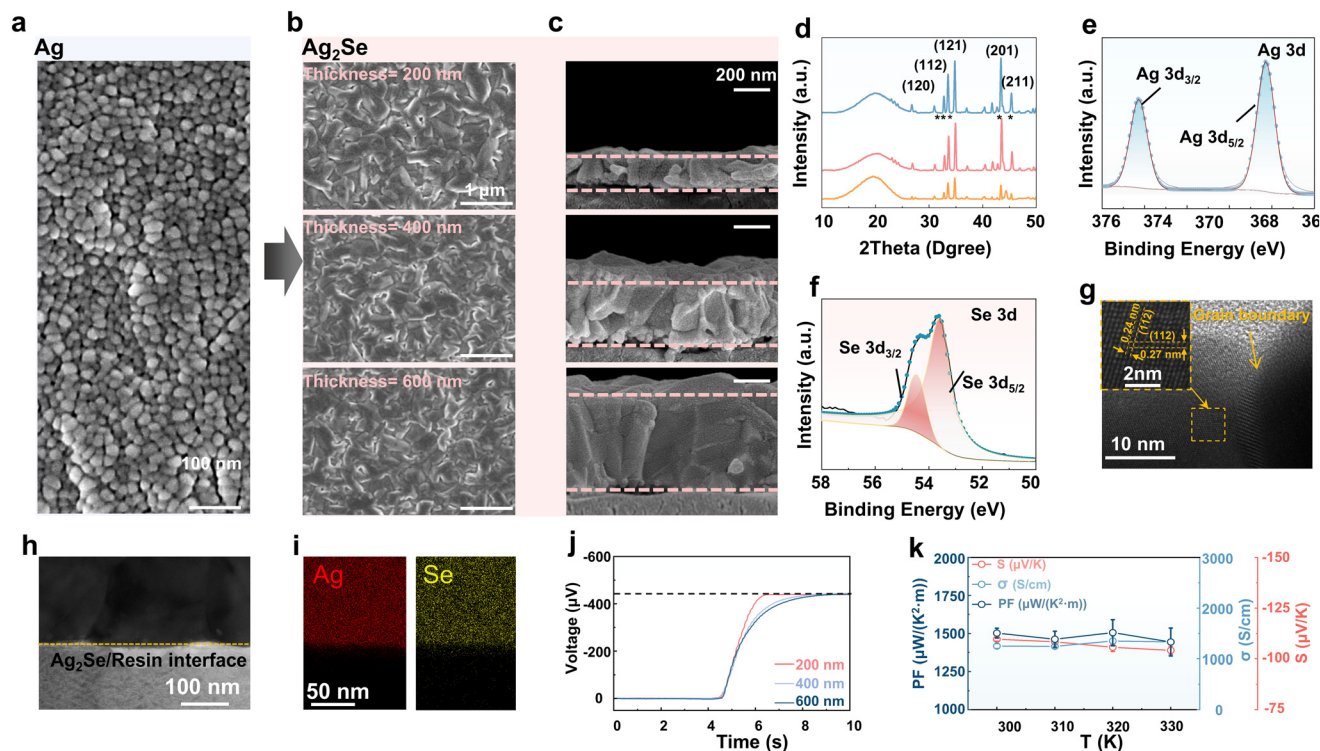 a
Ag
100 nm
b
Ag₂Se
Thickness= 200 nm
1 μm
Thickness= 400 nm
Thickness= 600 nm
c
200 nm
d
Intensity (a.u.)
(120)
(112)
(121)
(201)
(211)
** * * *
10 20 30 40 50
2Theta (Dgree)
e
Intensity (a.u.)
Ag 3d
Ag 3d3/2
Ag 3d5/2
376 374 370 368 36
Binding Energy (eV)
f
Intensity (a.u.)
Se 3d
Se 3d3/2
Se 3d5/2
58 56 54 52 50
Binding Energy (eV)
g
Grain boundary
0.24 nm
(112)
0.27 nm
2nm
10 nm
h
Ag₂Se/Resin interface
100 nm
i
Ag
Se
50 nm
j
Voltage (μV)
-600
-400
-200
0
200 nm
400 nm
600 nm
0 2 4 6 8 10
Time (s)
k
PF (μW/(K²·m))
2000
1750
1500
1250
1000
S (μV/K)
σ (S/cm)
PF (μW/(K²·m))
300 310 320 330
T (K)
3000
2400
1800
1200
600
0
σ (S/cm)
-150
-125
-100
-75
S (μV/K)